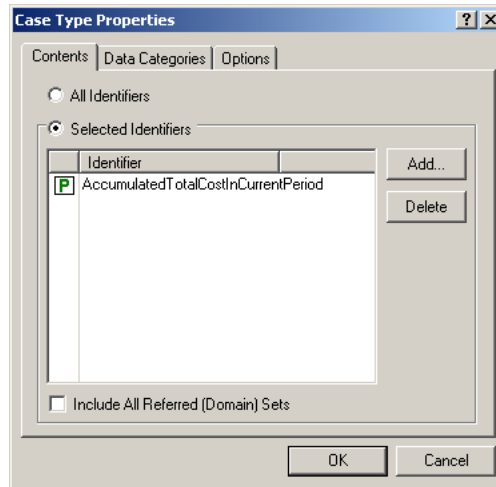 Case Type Properties
Contents Data Categories Options
All Identifiers
Selected Identifiers
Identifier
Add...
P AccumulatedTotalCostInCurrentPeriod
Delete
Include All Referred (Domain) Sets
OK Cancel